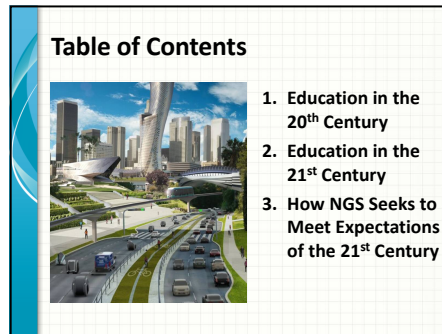 Table of Contents
1. Education in the
20th Century
2. Education in the
21st Century
3. How NGS Seeks to
Meet Expectations
of the 21st Century